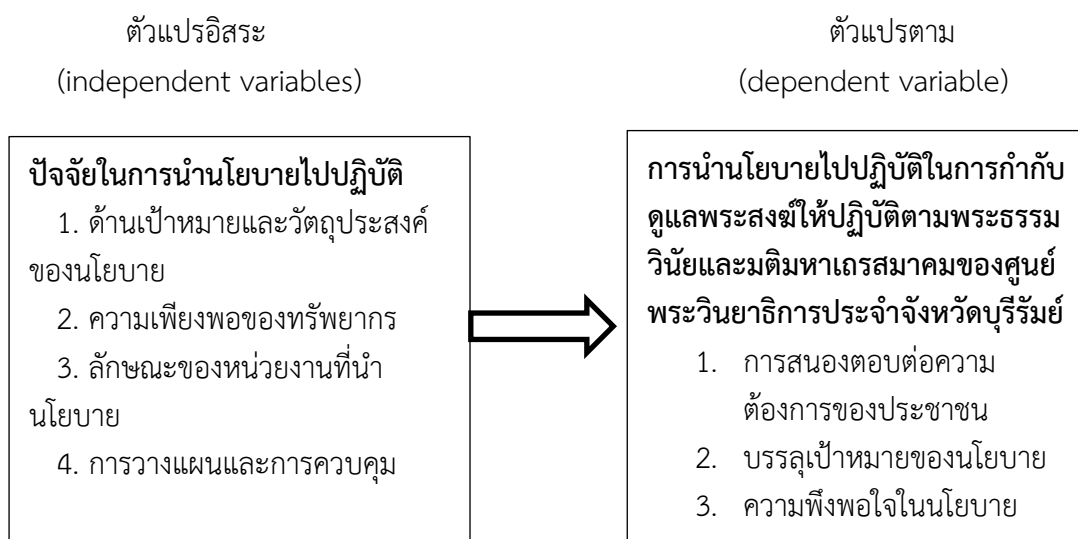 ตัวแปรอิสระ
(independent variables)
ปัจจัยในการนำนโยบายไปปฏิบัติ
1. ด้านเป้าหมายและวัตถุประสงค์
ของนโยบาย
2. ความเพียงพอของทรัพยากร
3. ลักษณะของหน่วยงานที่นำ
นโยบาย
4. การวางแผนและการควบคุม
ตัวแปรตาม
(dependent variable)
การนำนโยบายไปปฏิบัติในการกำกับ
ดูแลพระสงฆ์ให้ปฏิบัติตามพระธรรม
วินัยและมติมหาเถรสมาคมของศูนย์
พระวินยาธิการประจำจังหวัดบุรีรัมย์
1. การสนองตอบต่อความ
ต้องการของประชาชน
2. บรรลุเป้าหมายของนโยบาย
3. ความพึงพอใจในนโยบาย